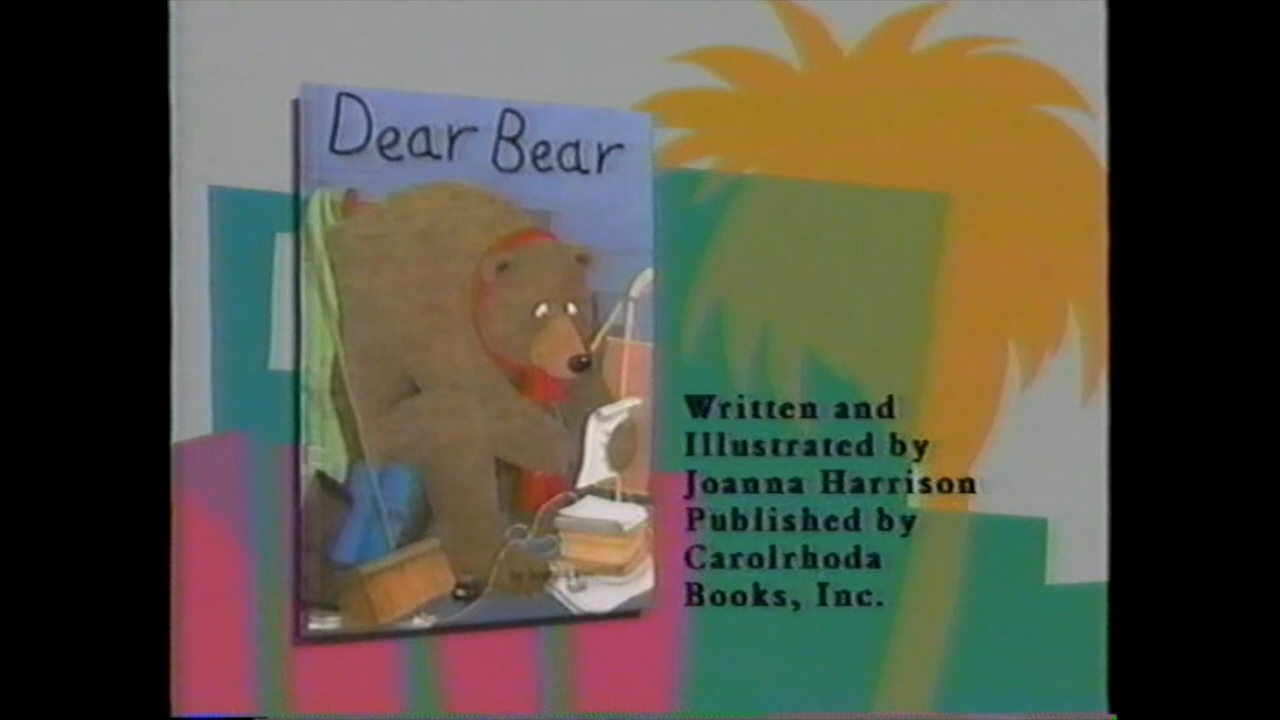 Dear Bear
Written and
Illustrated by
Joanna Harrison
Published by
Carolrhoda
Books, Inc.